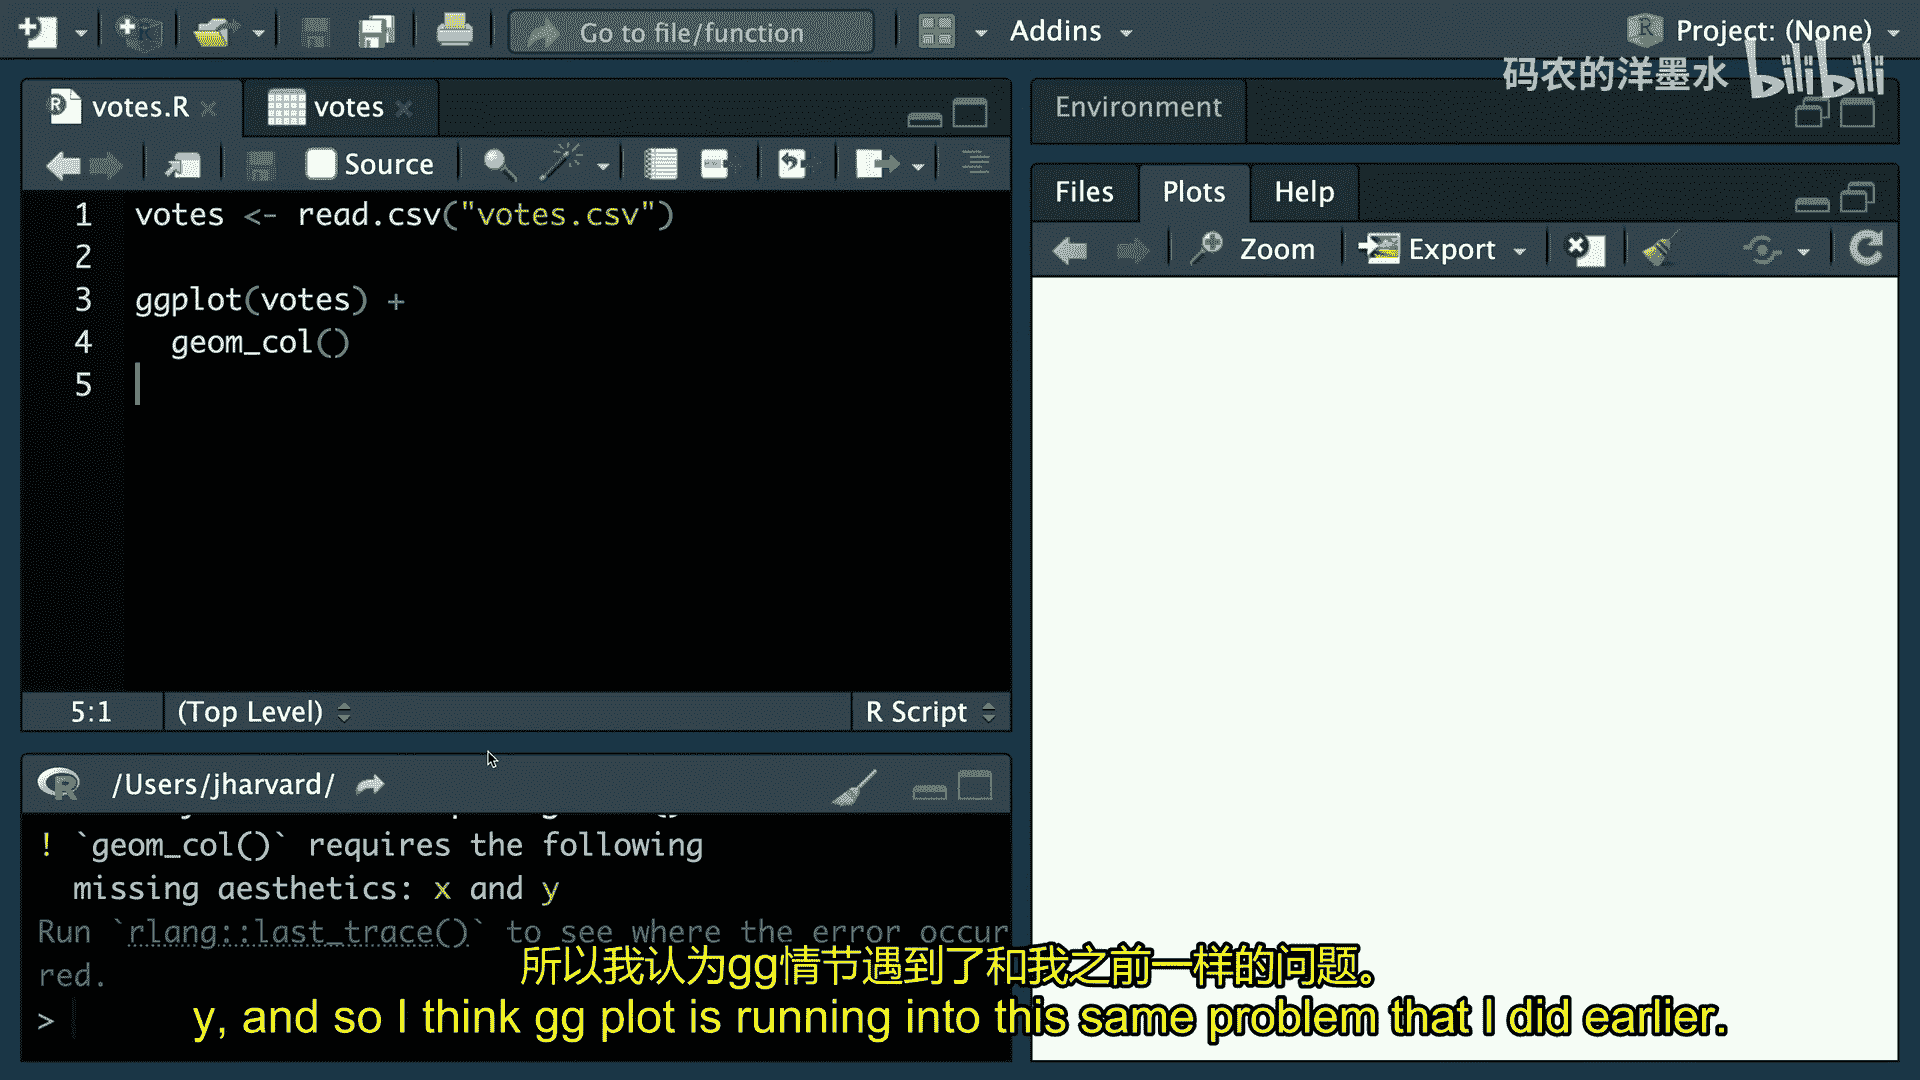 Go to file/function
Addins
Project: (None)
码农的洋墨水 bilibili
votes.R
votes
Environment
Source
Files Plots Help
Zoom Export
1 votes <- read.csv("votes.csv")
2
3 ggplot(votes) +
4 geom_col()
5
5:1 (Top Level) R Script
/Users/jharvard/
! `geom_col()` requires the following
missing aesthetics: x and y
Run `rlang::last_trace()` to see where the error occur
red.
>
所以我认为gg情节遇到了和我之前一样的问题。
y, and so I think gg plot is running into this same problem that I did earlier.